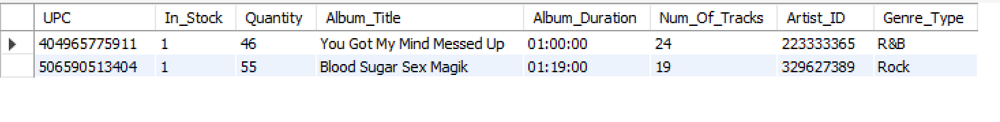 UPC In_Stock Quantity Album_Title Album_Duration Num_Of_Tracks Artist_ID Genre_Type
404965775911 1 46 You Got My Mind Messed Up 01:00:00 24 223333365 R&B
506590513404 1 55 Blood Sugar Sex Magik 01:19:00 19 329627389 Rock